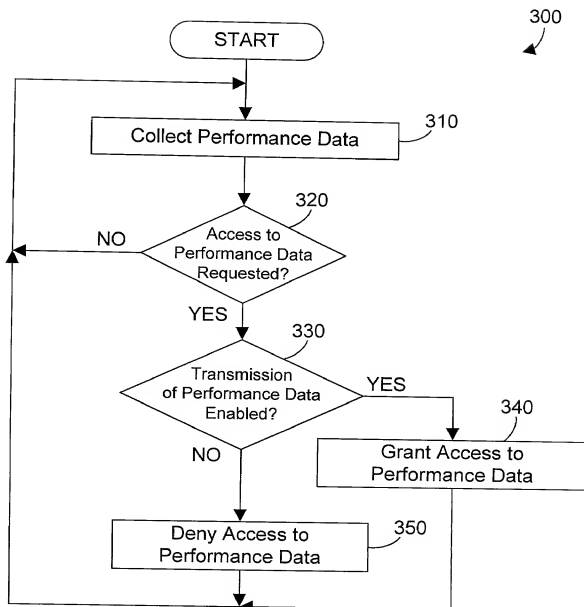 300
START
Collect Performance Data
310
320
Access to
Performance Data
Requested?
NO
YES
330
Transmission
of Performance Data
Enabled?
YES
NO
340
Grant Access to
Performance Data
350
Deny Access to
Performance Data